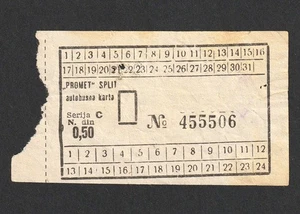 1 2 3 4 5 6 7 8 9 10 11 12 13 14 15 16
17 18 19 20 21 22 23 24 25 26 27 28 29 30 31
„PROMET" SPLIT
autobusna karta
Serija C
N. din
0,50
№ 455506
1 2 3 4 5 6 7 8 9 10 11 12
13 14 15 16 17 18 19 20 21 22 23 24